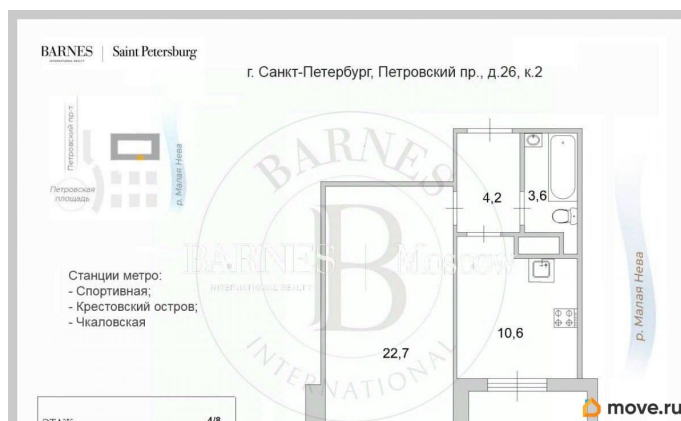 BARNES | Saint Petersburg
INTERNATIONAL REALTY
г. Санкт-Петербург, Петровский пр., д.26, к.2
Петровский пр-т
Петровская
площадь
р. Малая Нева
BARNES
4,2
3,6
BARNES Moscow
INTERNATIONAL REALTY
Станции метро:
- Спортивная;
- Крестовский остров;
- Чкаловская
р. Малая Нева
10,6
22,7
INTERNATIONAL
4/8
move.ru